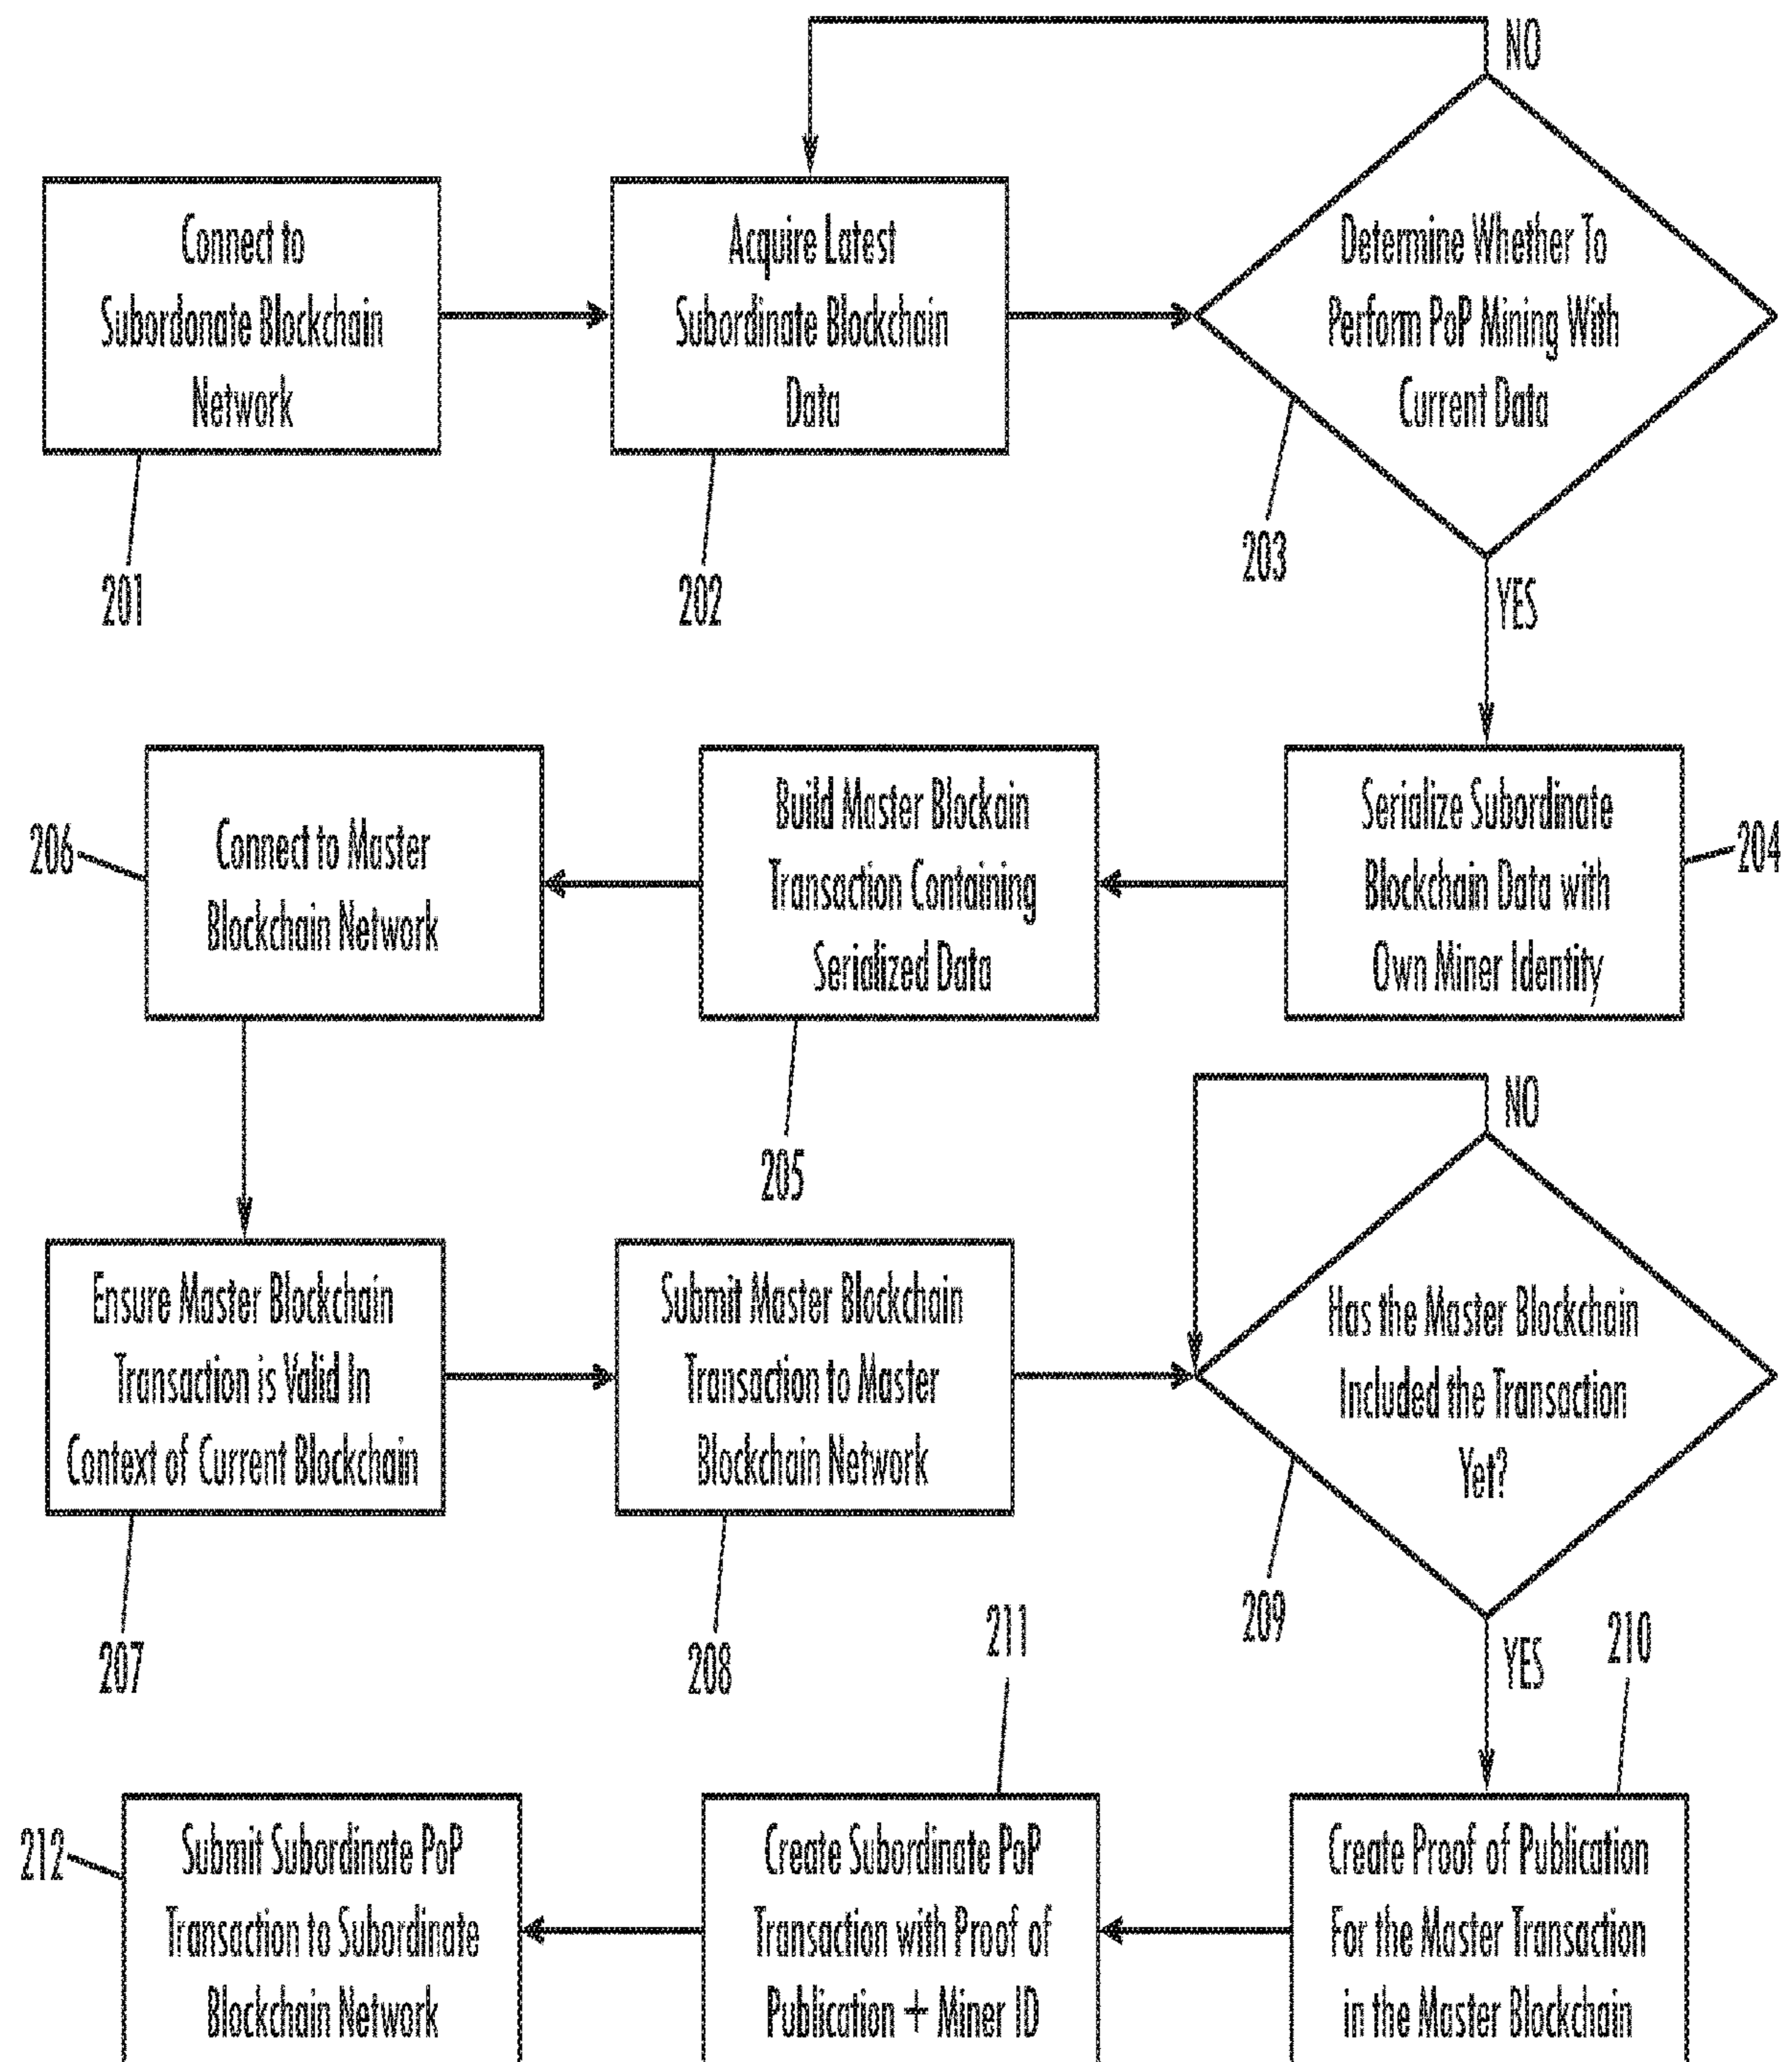 NO
Connect to
Subordonate Blockchain
Network
Acquire Latest
Subordinate Blockchain
Data
Determine Whether To
Perform PoP Mining With
Current Data
201
202
203
YES
206
Connect to Master
Blockchain Network
Build Master Blockain
Transaction Containing
Serialized Data
Serialize Subordinate
Blockchain Data with
Own Miner Identity
204
205
NO
Ensure Master Blockchain
Transaction is Valid In
Context of Current Blockchain
Submit Master Blockchain
Transaction to Master
Blockchain Network
Has the Master Blockchain
Included the Transaction
Yet?
207
208
209
211
YES
210
212
Submit Subordinate PoP
Transaction to Subordinate
Blockchain Network
Create Subordinate PoP
Transaction with Proof of
Publication + Miner ID
Create Proof of Publication
For the Master Transaction
in the Master Blockchain